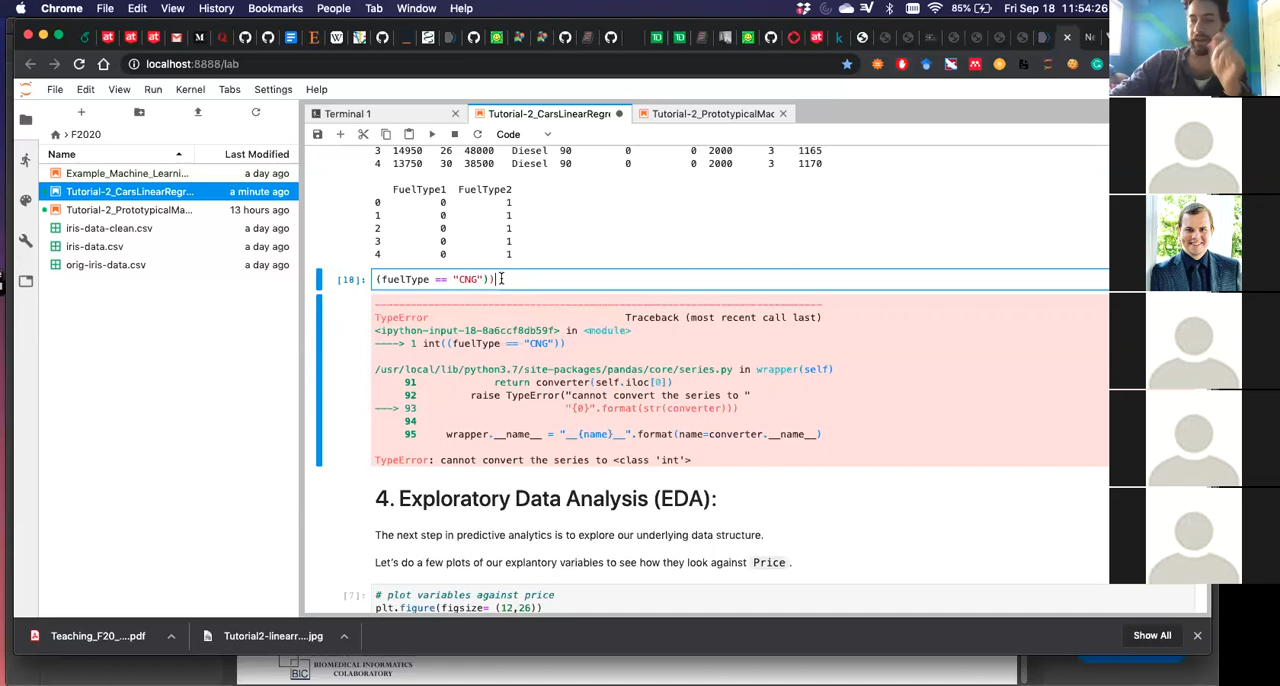 Chrome File Edit View History Bookmarks People Tab Window Help 85% Fri Sep 18 11:54:26
localhost:8888/lab
File Edit View Run Kernel Tabs Settings Help
F2020
Name Last Modified
Example_Machine_Learni... a day ago
Tutorial-2_CarsLinearRegr... a minute ago
Tutorial-2_PrototypicalMa... 13 hours ago
iris-data-clean.csv a day ago
iris-data.csv a day ago
orig-iris-data.csv a day ago
Terminal 1 Tutorial-2_CarsLinearRegre Tutorial-2_PrototypicalMac
Code
3 14950 26 48000 Diesel 90 0 0 2000 3 1165
4 13750 30 38500 Diesel 90 0 0 2000 3 1170
FuelType1 FuelType2
0 0 1
1 0 1
2 0 1
3 0 1
4 0 1
[18]: (fuelType == "CNG"))
TypeError Traceback (most recent call last)
<ipython-input-18-8a6ccf8db59f> in <module>
----> 1 int((fuelType == "CNG"))
/usr/local/lib/python3.7/site-packages/pandas/core/series.py in wrapper(self)
91 return converter(self.iloc[0])
92 raise TypeError("cannot convert the series to "
---> 93 "{0}".format(str(converter)))
94
95 wrapper.__name__ = "__{name}__".format(name=converter.__name__)
TypeError: cannot convert the series to <class 'int'>
4. Exploratory Data Analysis (EDA):
The next step in predictive analytics is to explore our underlying data structure.
Let's do a few plots of our explantory variables to see how they look against Price.
[7]: # plot variables against price
plt.figure(figsize= (12,26))
Teaching_F20_....pdf Tutorial2-linearr....jpg Show All
BIC BIOMEDICAL INFORMATICS
COLABORATORY